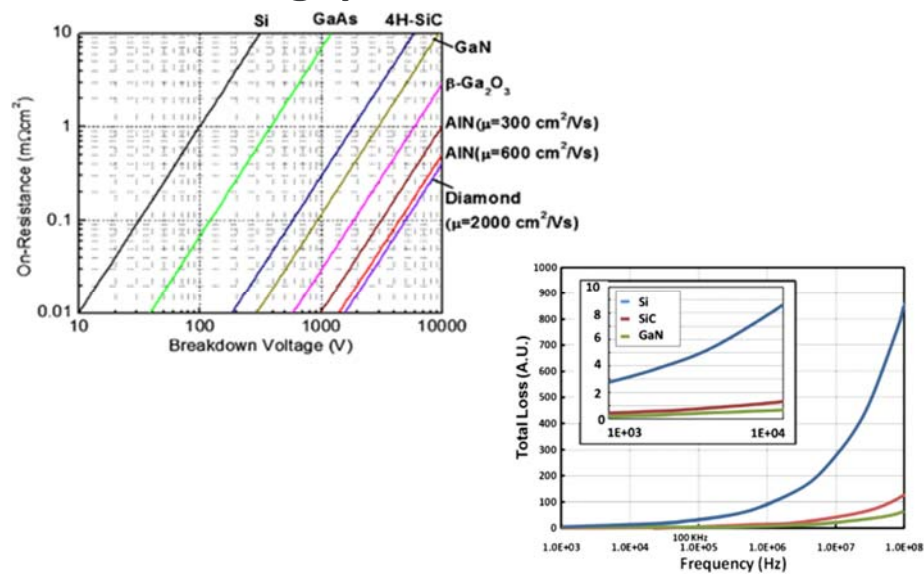 Si GaAs 4H-SiC
GaN
β-Ga₂O₃
AlN(μ=300 cm²/Vs)
AlN(μ=600 cm²/Vs)
Diamond
(μ=2000 cm²/Vs)
On-Resistance (mΩcm²)
10
1
0.1
0.01
10 100 1000 10000
Breakdown Voltage (V)
Total Loss (A.U.)
1000
900
800
700
600
500
400
300
200
100
0
10
8
6
4
2
0
Si
SiC
GaN
1E+03 1E+04
100 KHz
1.0E+03 1.0E+04 1.0E+05 1.0E+06 1.0E+07 1.0E+08
Frequency (Hz)